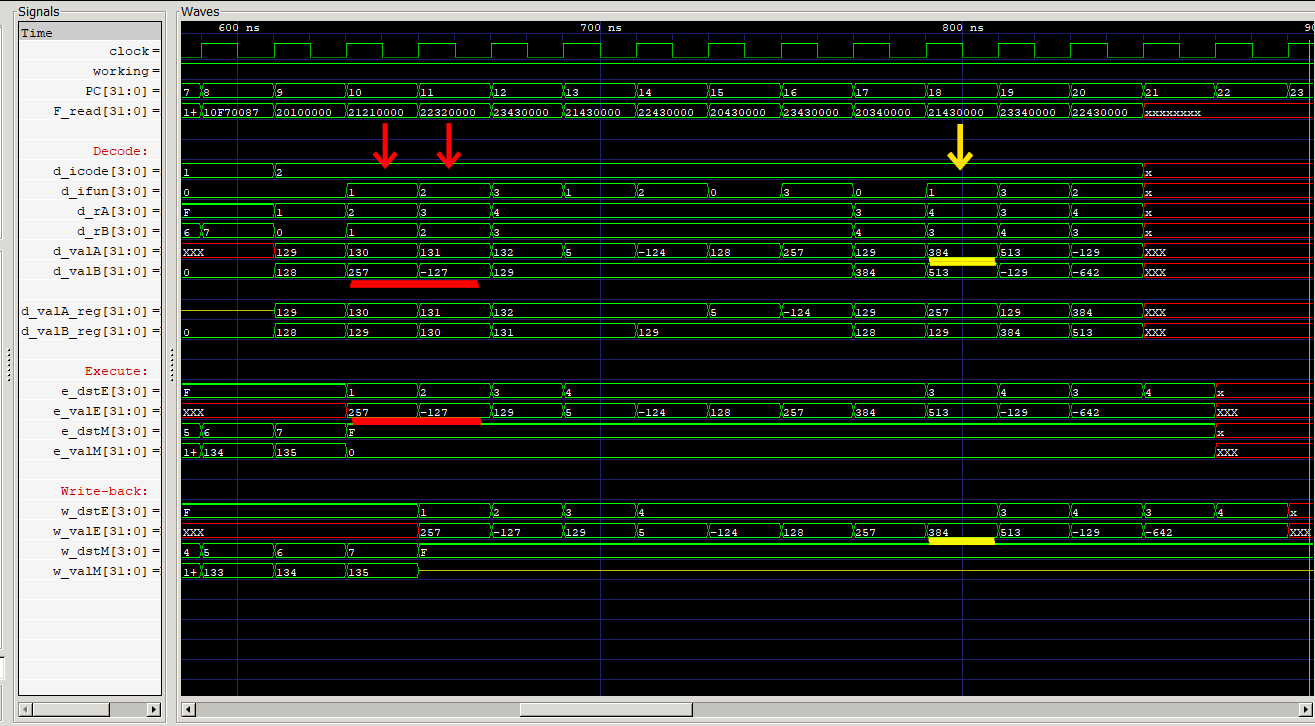 Signals
Waves
Time
600 ns 700 ns 800 ns 90
clock=
working=
PC[31:0]= 7 8 9 10 11 12 13 14 15 16 17 18 19 20 21 22 23
F_read[31:0]= 1+ 10F70087 20100000 21210000 22320000 23430000 21430000 22430000 20430000 23430000 20340000 21430000 23340000 22430000 xxxxxxxx
Decode:
d_icode[3:0]= 1 2 x
d_ifun[3:0]= 0 1 2 3 1 2 0 3 0 1 3 2 x
d_rA[3:0]= F 1 2 3 4 3 4 3 4 x
d_rB[3:0]= 6 7 0 1 2 3 4 3 4 3 x
d_valA[31:0]= XXX 129 130 131 132 5 -124 128 257 129 384 513 -129 XXX
d_valB[31:0]= 0 128 257 -127 129 384 513 -129 -642 XXX
d_valA_reg[31:0]= 129 130 131 132 5 -124 129 257 129 384 XXX
d_valB_reg[31:0]= 0 128 129 130 131 129 128 129 384 513 XXX
Execute:
e_dstE[3:0]= F 1 2 3 4 3 4 3 4 x
e_valE[31:0]= XXX 257 -127 129 5 -124 128 257 384 513 -129 -642 XXX
e_dstM[3:0]= 5 6 7 F x
e_valM[31:0]= 1+ 134 135 0 XXX
Write-back:
w_dstE[3:0]= F 1 2 3 4 3 4 3 4 x
w_valE[31:0]= XXX 257 -127 129 5 -124 128 257 384 513 -129 -642 XXX
w_dstM[3:0]= 4 5 6 7 F
w_valM[31:0]= 1+ 133 134 135